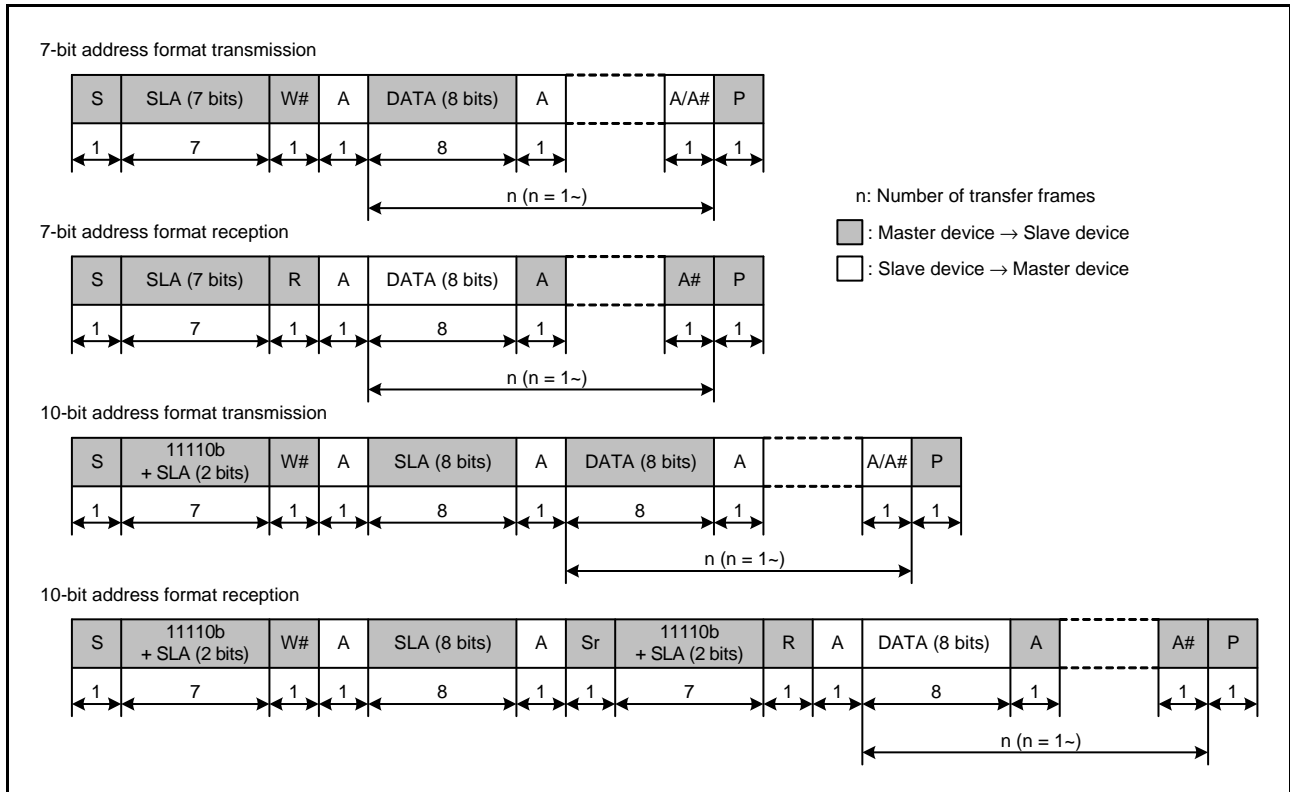 7-bit address format transmission
S SLA (7 bits) W# A DATA (8 bits) A A/A# P
1 7 1 1 8 1 1 1
n (n = 1~)
n: Number of transfer frames
: Master device → Slave device
: Slave device → Master device
7-bit address format reception
S SLA (7 bits) R A DATA (8 bits) A A# P
1 7 1 1 8 1 1 1
n (n = 1~)
10-bit address format transmission
S 11110b + SLA (2 bits) W# A SLA (8 bits) A DATA (8 bits) A A/A# P
1 7 1 1 8 1 8 1 1 1
n (n = 1~)
10-bit address format reception
S 11110b + SLA (2 bits) W# A SLA (8 bits) A Sr 11110b + SLA (2 bits) R A DATA (8 bits) A A# P
1 7 1 1 8 1 1 7 1 1 8 1 1 1
n (n = 1~)